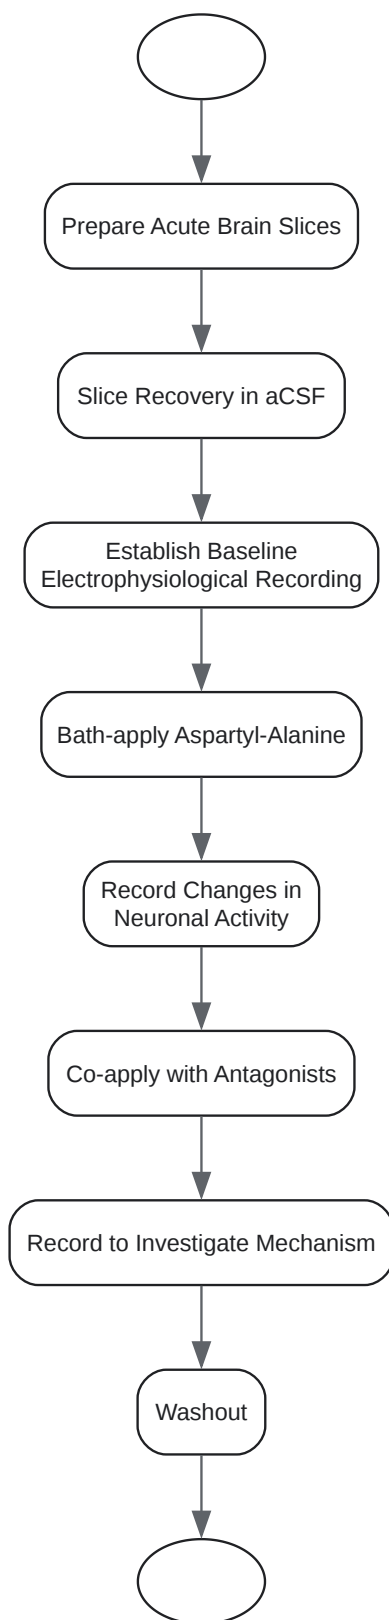 Prepare Acute Brain Slices
Slice Recovery in aCSF
Establish Baseline
Electrophysiological Recording
Bath-apply Aspartyl-Alanine
Record Changes in
Neuronal Activity
Co-apply with Antagonists
Record to Investigate Mechanism
Washout